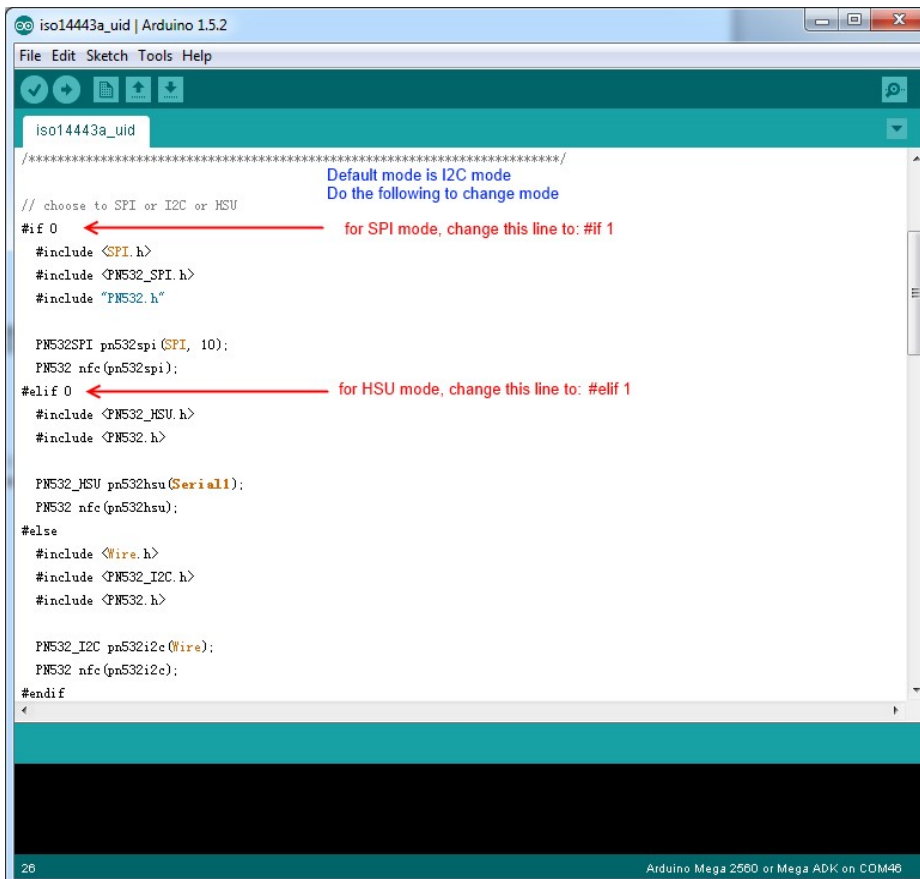 iso14443a_uid | Arduino 1.5.2
File Edit Sketch Tools Help
iso14443a_uid
/**************************************************************************/
Default mode is I2C mode
Do the following to change mode
// choose to SPI or I2C or HSU
#if 0
for SPI mode, change this line to: #if 1
#include <SPI.h>
#include <PN532_SPI.h>
#include "PN532.h"
PN532SPI pn532spi(SPI, 10);
PN532 nfc(pn532spi);
#elif 0
for HSU mode, change this line to: #elif 1
#include <PN532_HSU.h>
#include <PN532.h>
PN532_HSU pn532hsu(Serial1);
PN532 nfc(pn532hsu);
#else
#include <Wire.h>
#include <PN532_I2C.h>
#include <PN532.h>
PN532_I2C pn532i2c(Wire);
PN532 nfc(pn532i2c);
#endif
26
Arduino Mega 2560 or Mega ADK on COM46